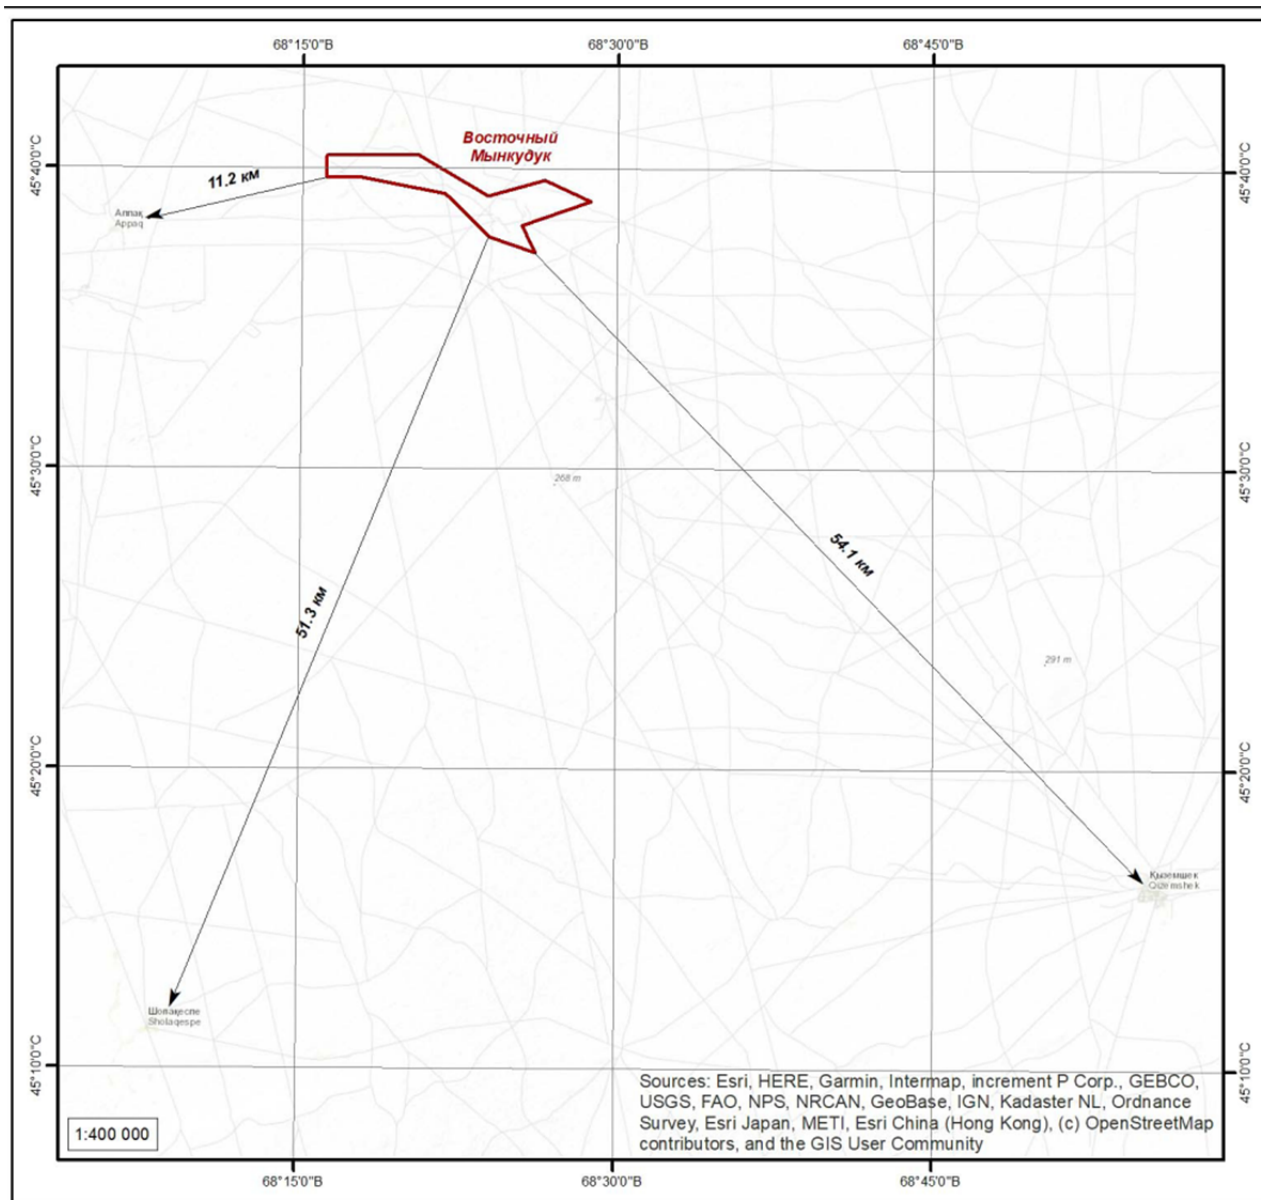 68°15'0"В
68°30'0"В
68°45'0"В
45°40'0"С
45°40'0"С
Восточный
Мынкудук
11.2 км
Аппақ
Appaq
45°30'0"С
45°30'0"С
268 m
54.1 км
51.3 км
291 m
45°20'0"С
45°20'0"С
Қыземшек
Qizemshek
Шолақеспе
Sholaqespe
45°10'0"С
45°10'0"С
Sources: Esri, HERE, Garmin, Intermap, increment P Corp., GEBCO,
USGS, FAO, NPS, NRCAN, GeoBase, IGN, Kadaster NL, Ordnance
Survey, Esri Japan, METI, Esri China (Hong Kong), (c) OpenStreetMap
contributors, and the GIS User Community
1:400 000
68°15'0"В
68°30'0"В
68°45'0"В